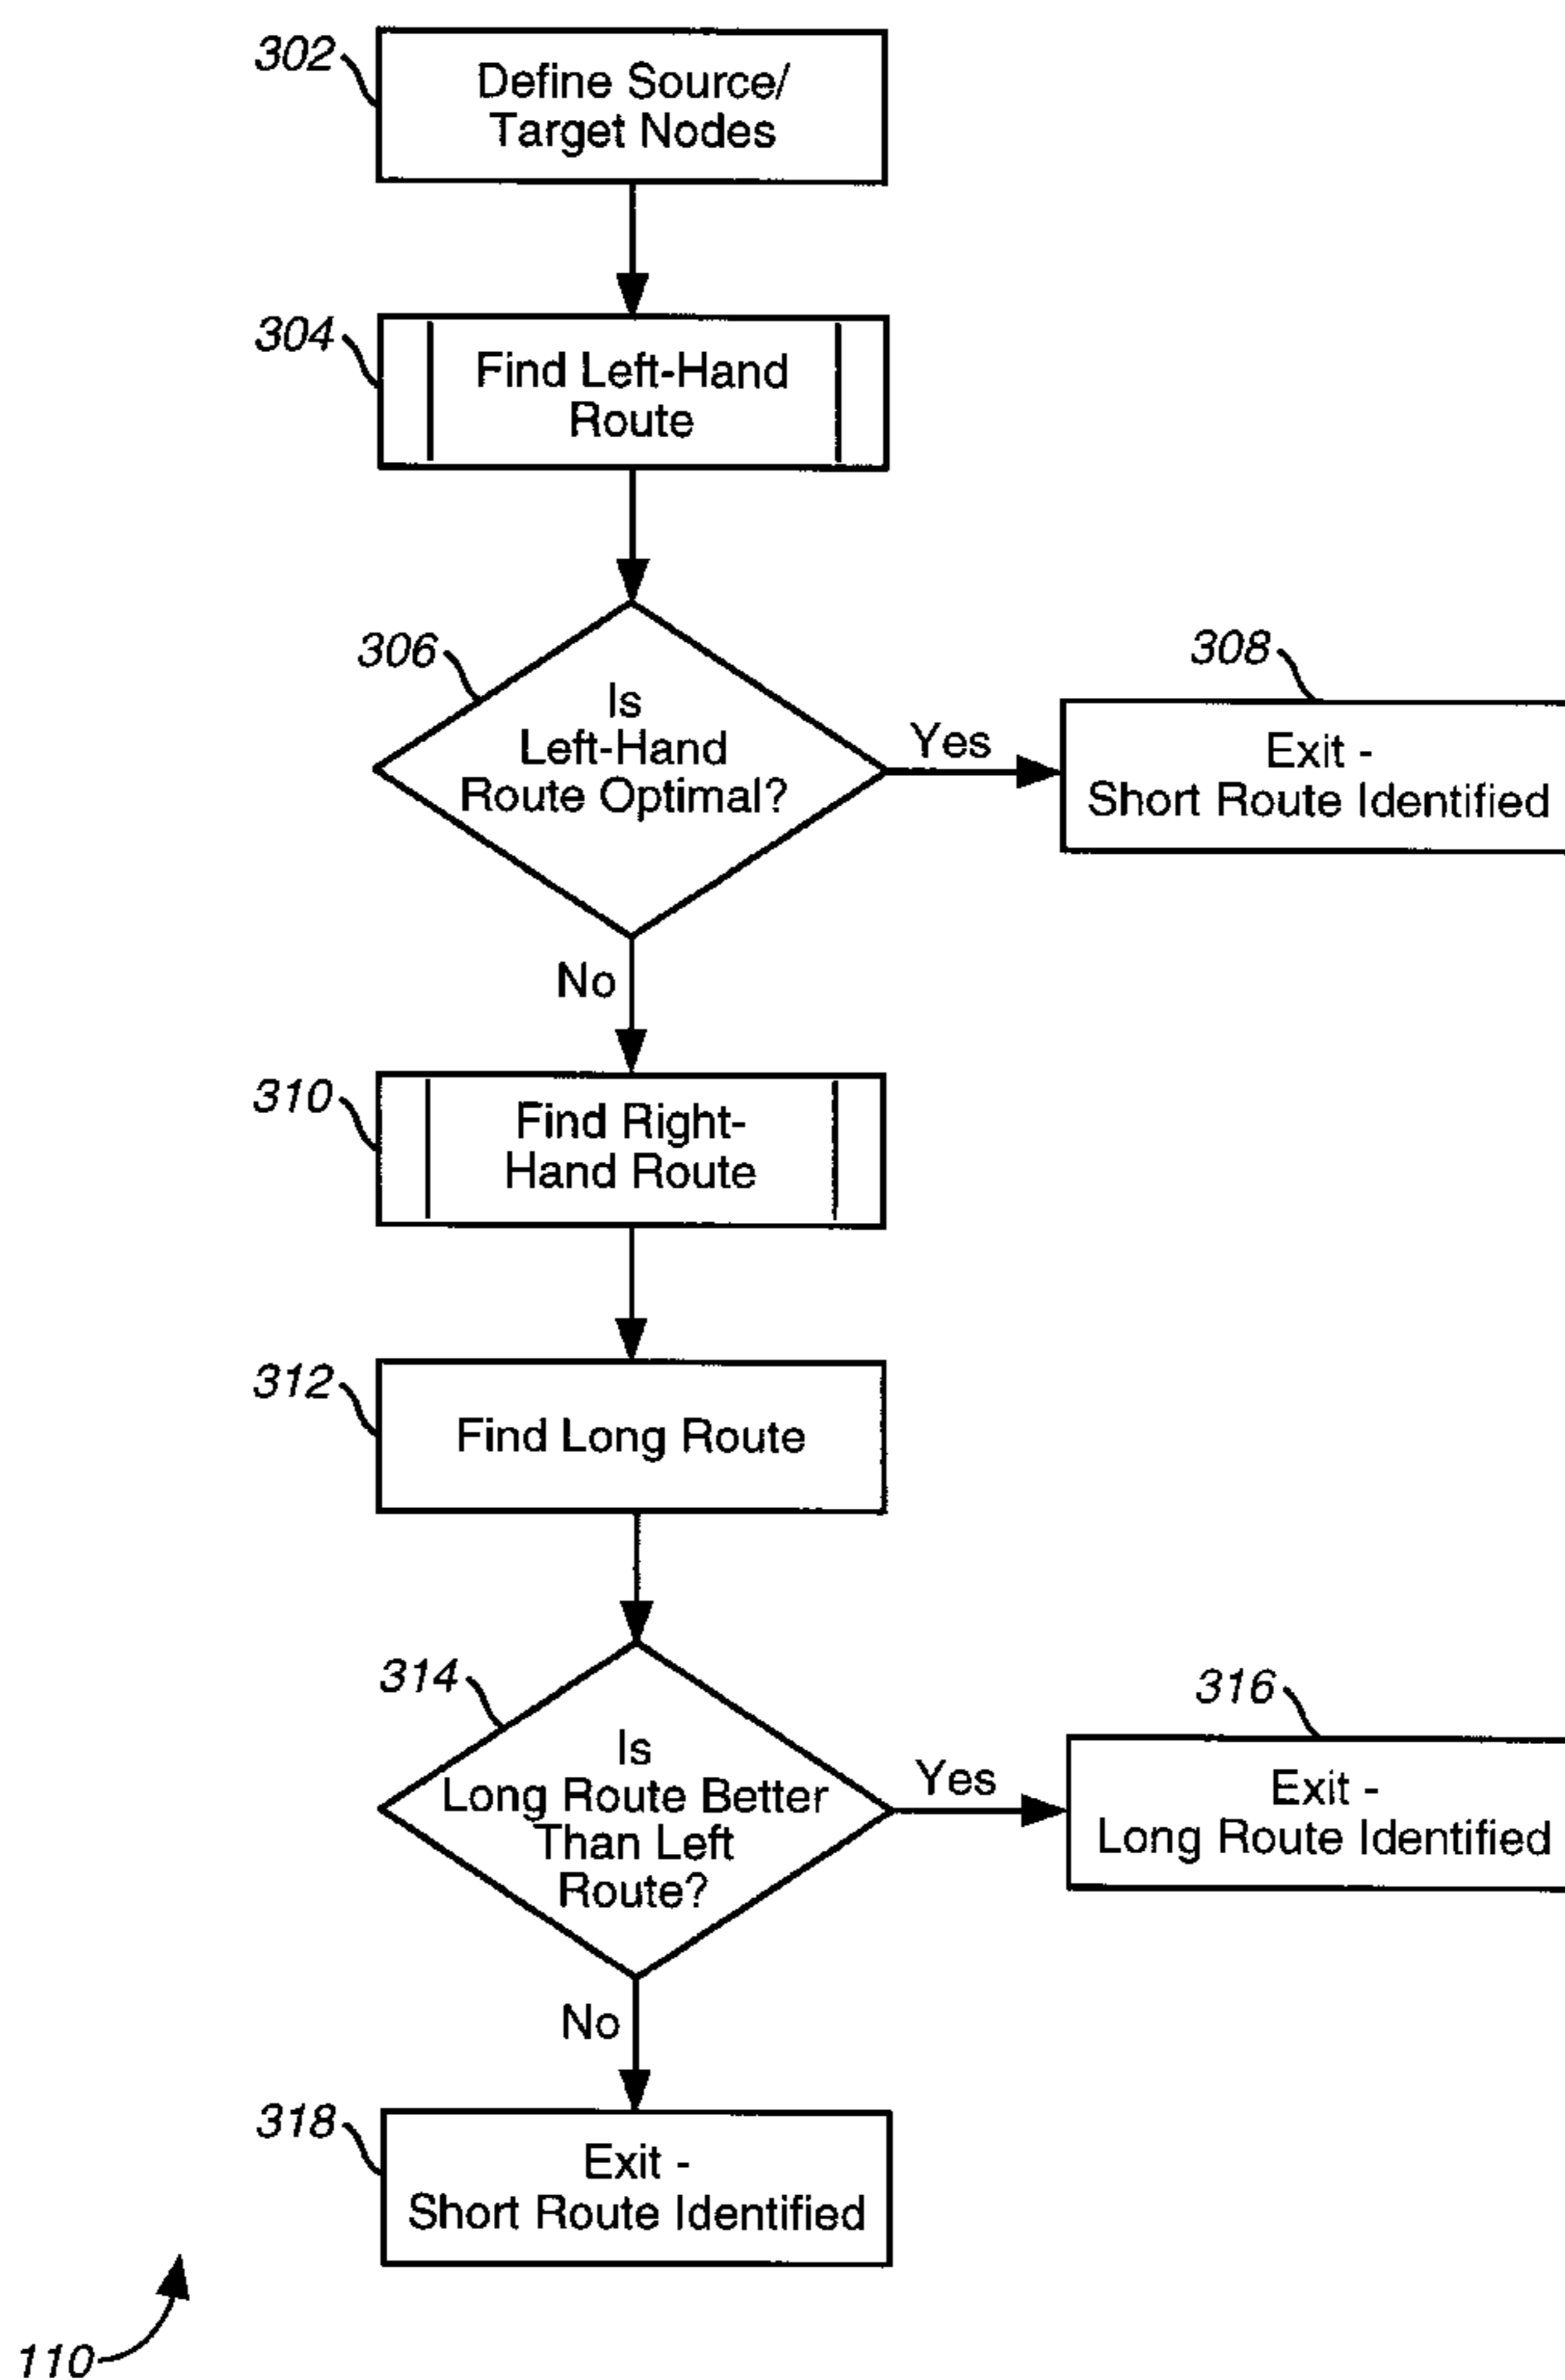 302
Define Source/
Target Nodes
304
Find Left-Hand
Route
306
Is
Left-Hand
Route Optimal?
Yes
308
Exit -
Short Route Identified
No
310
Find Right-
Hand Route
312
Find Long Route
314
Is
Long Route Better
Than Left
Route?
Yes
316
Exit -
Long Route Identified
No
318
Exit -
Short Route Identified
110